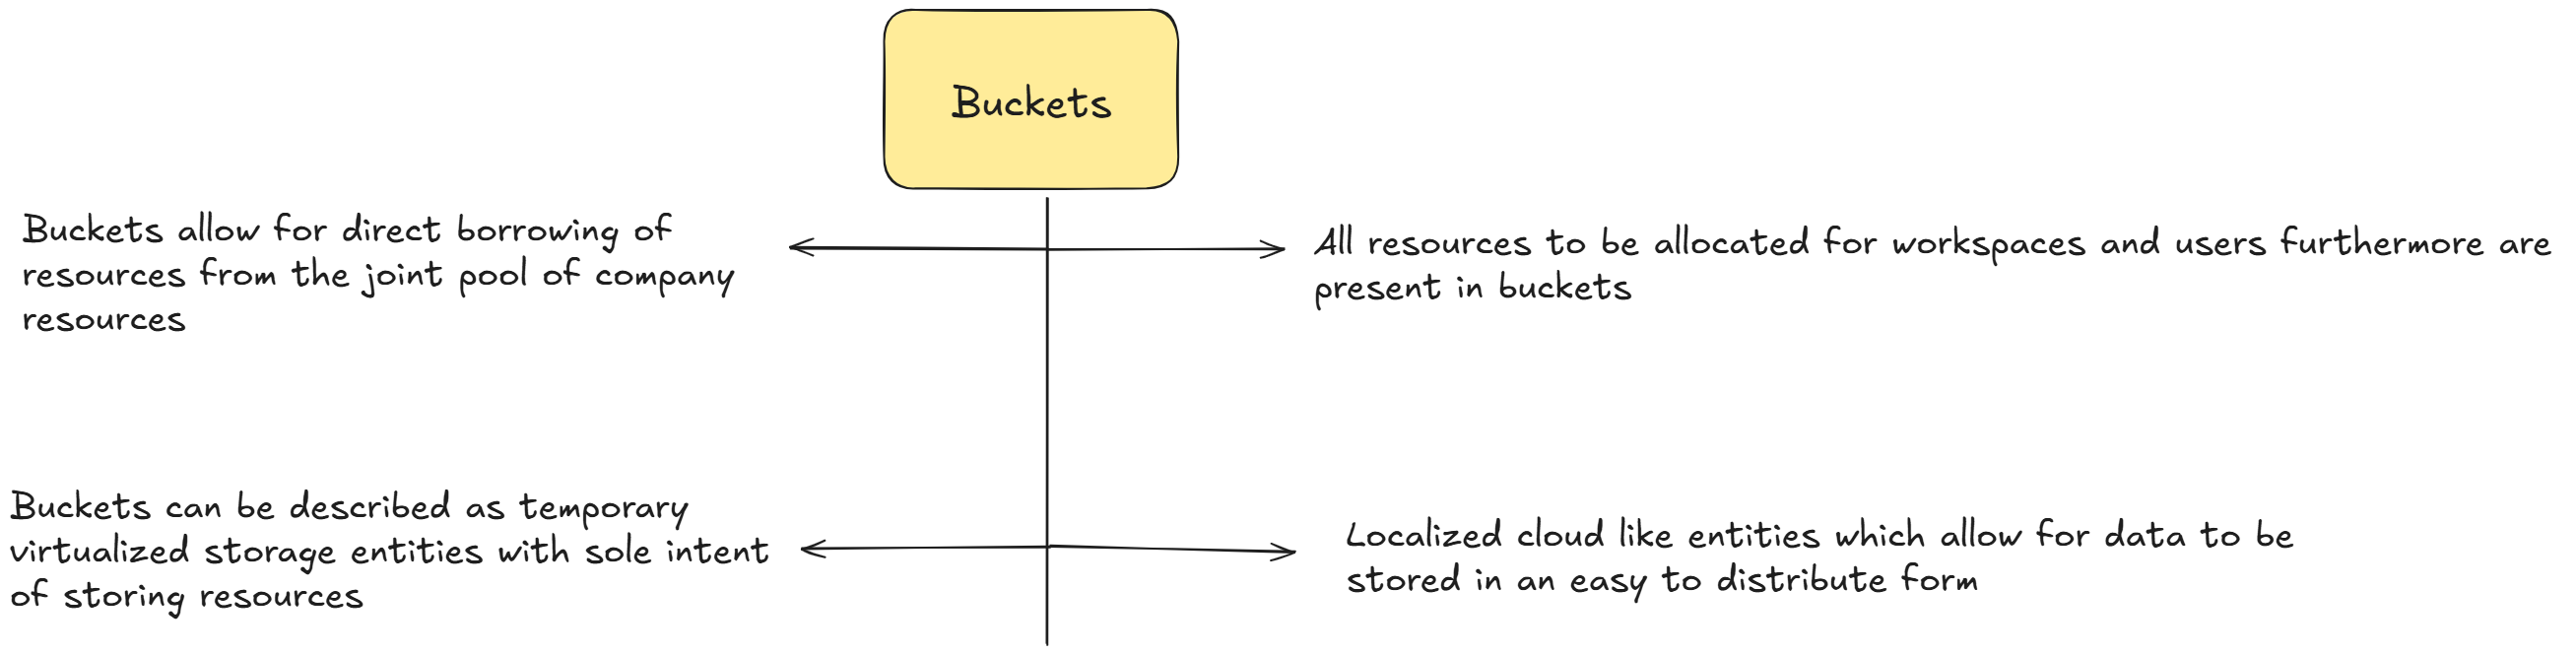 Buckets
Buckets allow for direct borrowing of
resources from the joint pool of company
resources
All resources to be allocated for workspaces and users furthermore are
present in buckets
Buckets can be described as temporary
virtualized storage entities with sole intent
of storing resources
Localized cloud like entities which allow for data to be
stored in an easy to distribute form